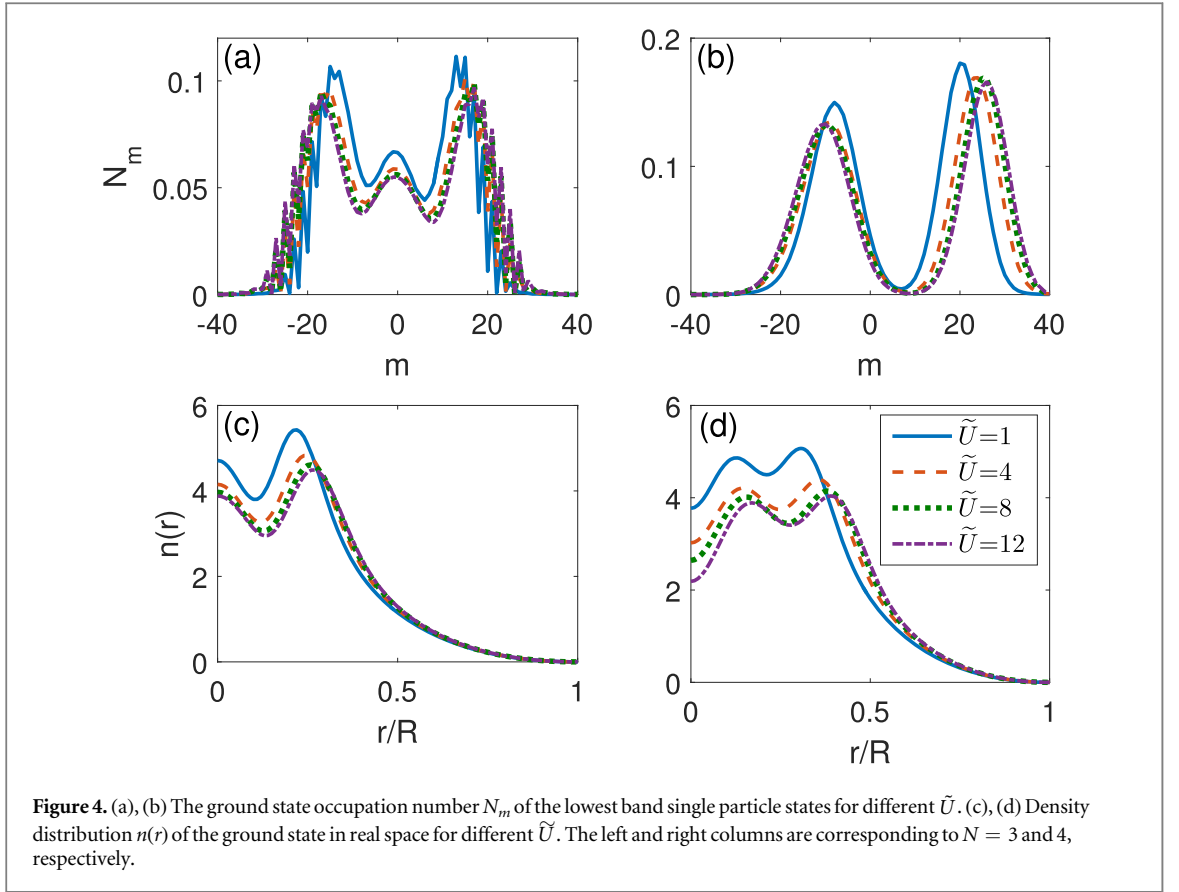 (a)
(b)
0.1
0.05
0
N_m
-40 -20 0 20 40
m
0.2
0.1
0
-40 -20 0 20 40
m
(c)
(d)
6
4
2
0
n(r)
0 0.5 1
r/R
6
4
2
0
0 0.5 1
r/R
Ũ=1
Ũ=4
Ũ=8
Ũ=12
Figure 4. (a), (b) The ground state occupation number N_m of the lowest band single particle states for different Ũ. (c), (d) Density
distribution n(r) of the ground state in real space for different Ũ. The left and right columns are corresponding to N = 3 and 4,
respectively.